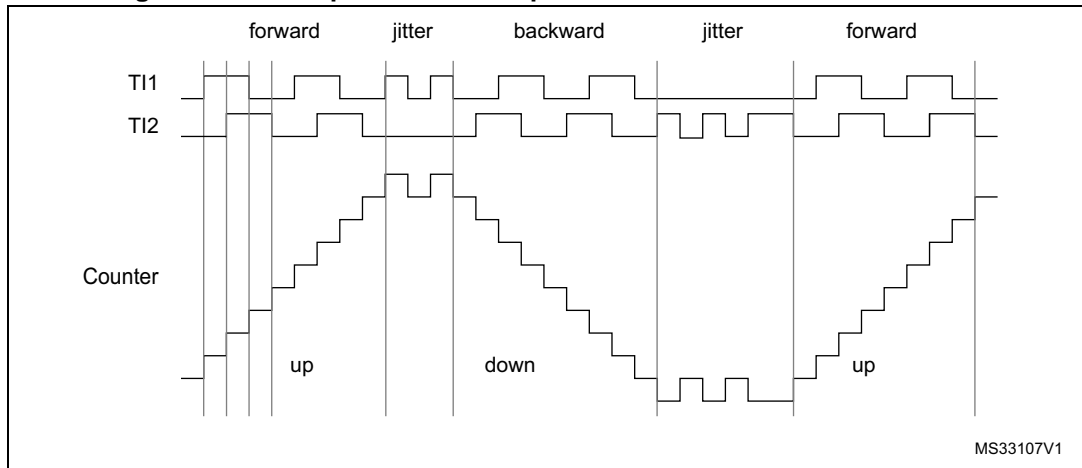 forward jitter backward jitter forward
TI1
TI2
Counter
up down up
MS33107V1